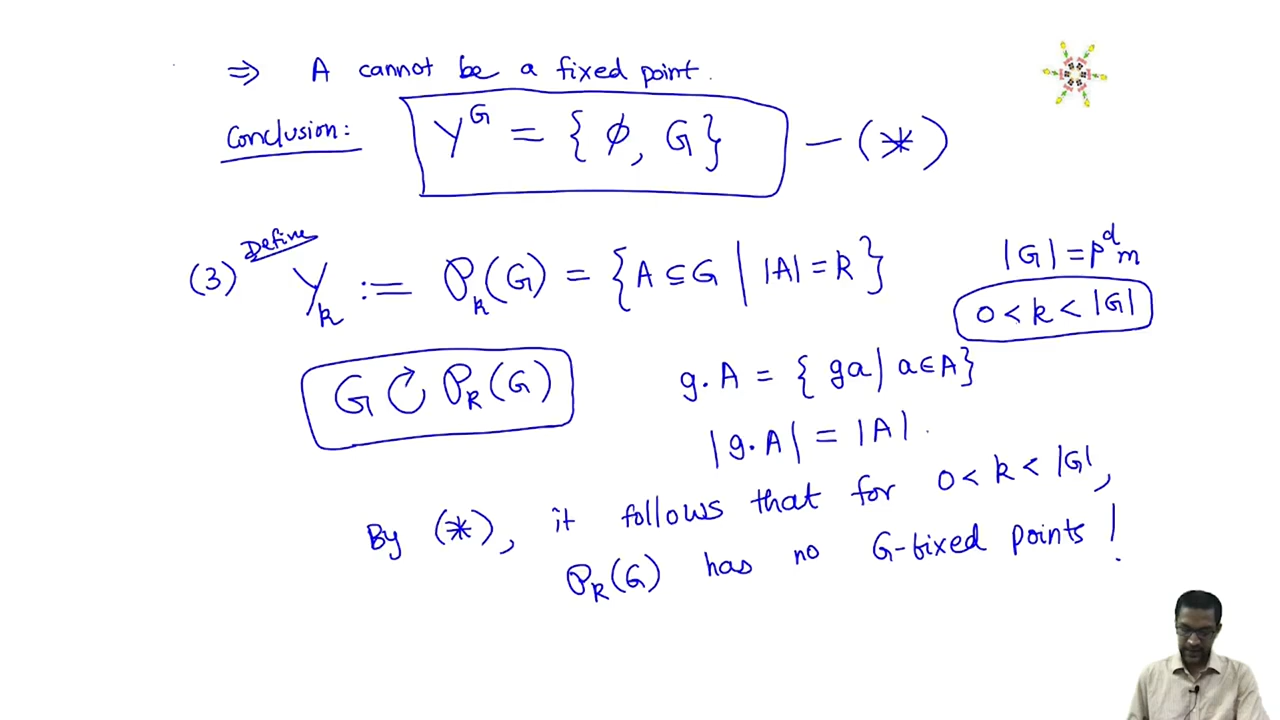 ⇒ A cannot be a fixed point.
Conclusion: Y^G = { ϕ, G } — (*)
(3) Define Y_k := P_k(G) = { A ⊆ G | |A| = k }
|G| = p^d m
0 < k < |G|
G ↻ P_k(G)
g.A = { ga | a ∈ A }
|g.A| = |A|.
By (*), it follows that for 0 < k < |G|,
P_k(G) has no G-fixed points !